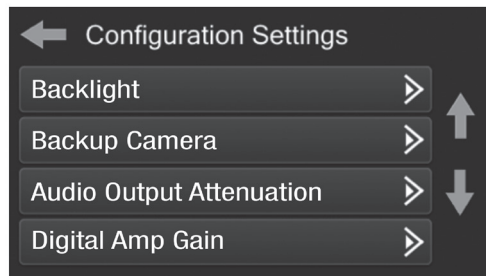 Configuration Settings
Backlight
Backup Camera
Audio Output Attenuation
Digital Amp Gain